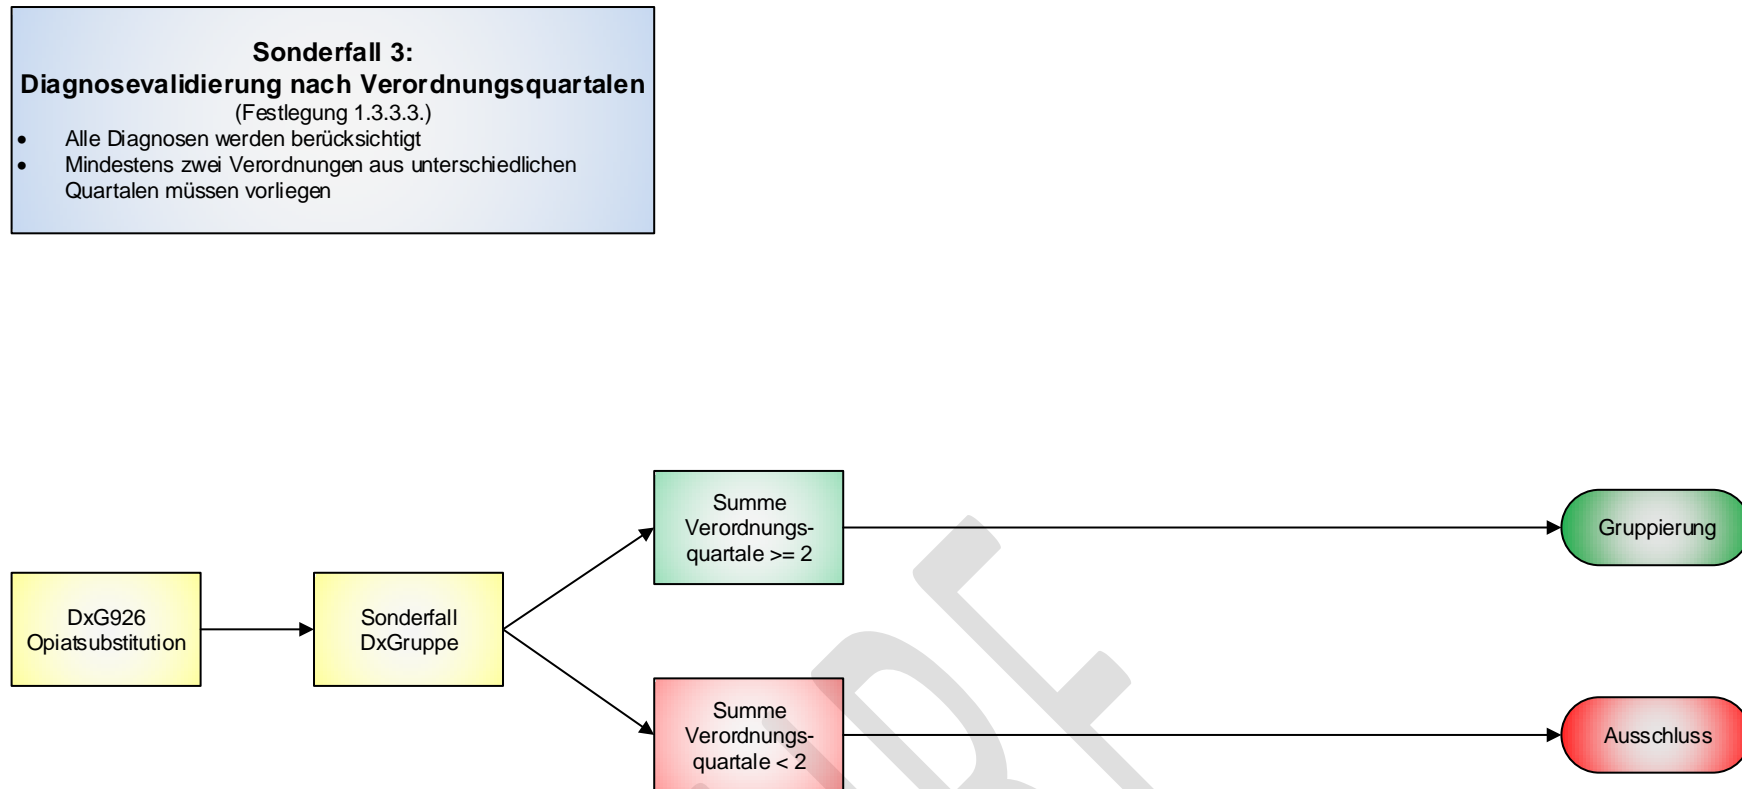 Sonderfall 3:
Diagnosevalidierung nach Verordnungsquartalen
(Festlegung 1.3.3.3.)
• Alle Diagnosen werden berücksichtigt
• Mindestens zwei Verordnungen aus unterschiedlichen
Quartalen müssen vorliegen
Summe
Verordnungs-
quartale >= 2
Gruppierung
DxG926
Opiatsubstitution
Sonderfall
DxGruppe
Summe
Verordnungs-
quartale < 2
Ausschluss